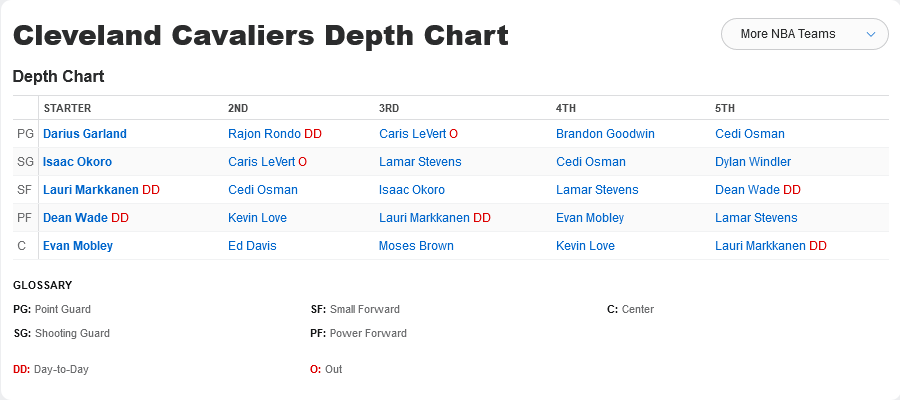 Cleveland Cavaliers Depth Chart
More NBA Teams
Depth Chart
STARTER 2ND 3RD 4TH 5TH
PG Darius Garland Rajon Rondo DD Caris LeVert O Brandon Goodwin Cedi Osman
SG Isaac Okoro Caris LeVert O Lamar Stevens Cedi Osman Dylan Windler
SF Lauri Markkanen DD Cedi Osman Isaac Okoro Lamar Stevens Dean Wade DD
PF Dean Wade DD Kevin Love Lauri Markkanen DD Evan Mobley Lamar Stevens
C Evan Mobley Ed Davis Moses Brown Kevin Love Lauri Markkanen DD
GLOSSARY
PG: Point Guard SF: Small Forward C: Center
SG: Shooting Guard PF: Power Forward
DD: Day-to-Day O: Out